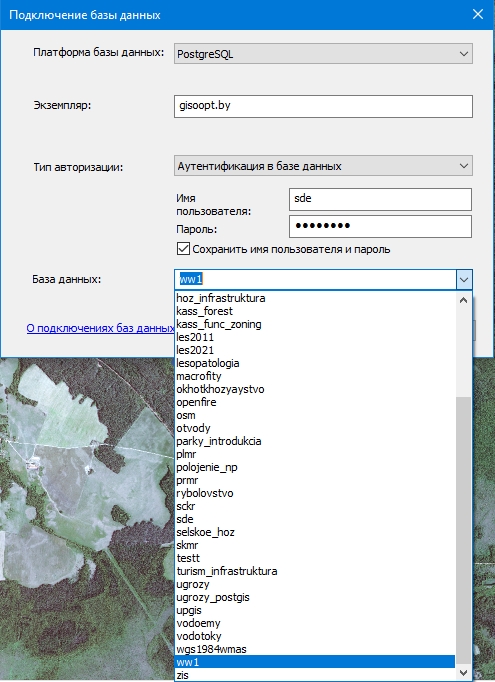 Подключение базы данных
Платформа базы данных: PostgreSQL
Экземпляр: gisoopt.by
Тип авторизации: Аутентификация в базе данных
Имя пользователя: sde
Пароль: ●●●●●●●●
Сохранить имя пользователя и пароль
База данных: ww1
О подключениях баз данных
hoz_infrastruktura
kass_forest
kass_func_zoning
les2011
les2021
lesopatologia
macrofity
okhotkhozyaystvo
openfire
osm
otvody
parky_introdukcia
plmr
polojenie_np
prmr
rybolovstvo
sckr
sde
selskoe_hoz
skmr
testt
turism_infrastruktura
ugrozy
ugrozy_postgis
upgis
vodoemy
vodotoky
wgs1984wmas
ww1
zis